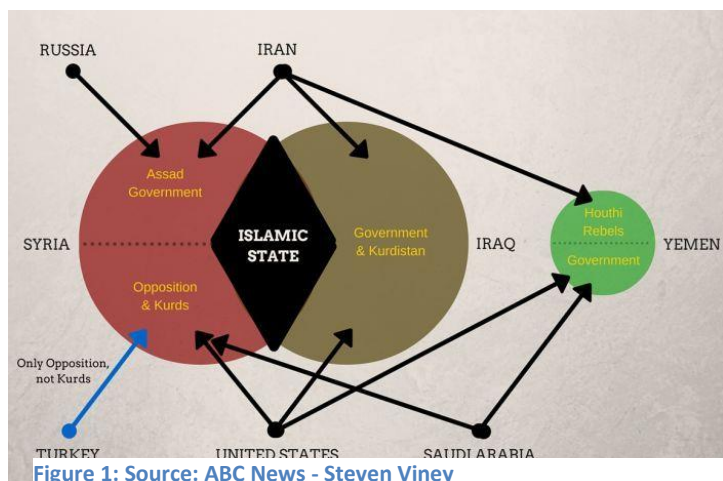 RUSSIA
IRAN
Assad
Government
Houthi
Rebels
SYRIA
ISLAMIC
STATE
Government
& Kurdistan
IRAQ
YEMEN
Government
Opposition
& Kurds
Only Opposition,
not Kurds
TURKEY
UNITED STATES
SAUDI ARABIA
Figure 1: Source: ABC News - Steven Viney